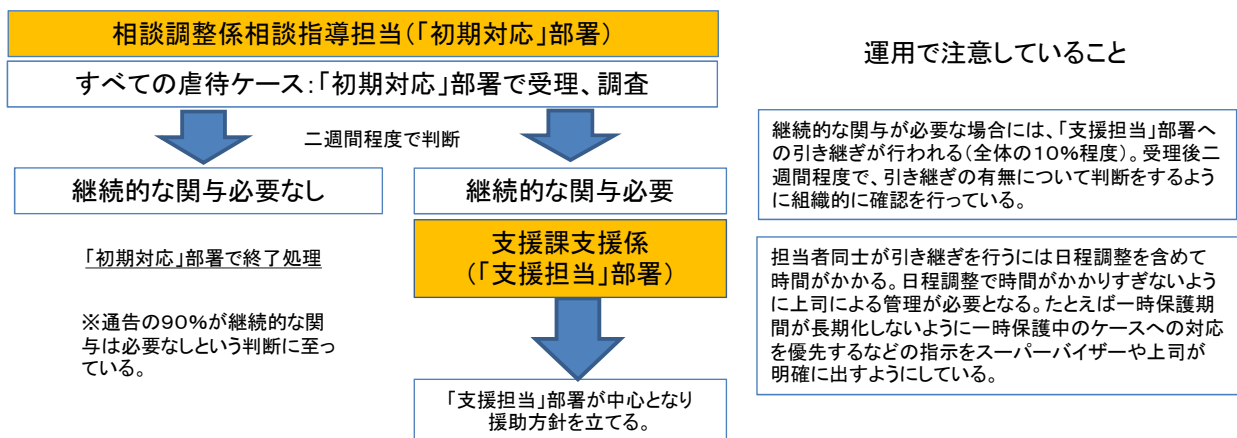 相談調整係相談指導担当(「初期対応」部署)
すべての虐待ケース:「初期対応」部署で受理、調査
二週間程度で判断
継続的な関与必要なし
継続的な関与必要
「初期対応」部署で終了処理
※通告の90%が継続的な関
与は必要なしという判断に至っ
ている。
支援課支援係
(「支援担当」部署)
「支援担当」部署が中心となり
援助方針を立てる。
運用で注意していること
継続的な関与が必要な場合には、「支援担当」部署へ
の引き継ぎが行われる(全体の10%程度)。受理後二
週間程度で、引き継ぎの有無について判断をするよう
に組織的に確認を行っている。
担当者同士が引き継ぎを行うには日程調整を含めて
時間がかかる。日程調整で時間がかかりすぎないよう
に上司による管理が必要となる。たとえば一時保護期
間が長期化しないように一時保護中のケースへの対応
を優先するなどの指示をスーパーバイザーや上司が
明確に出すようにしている。